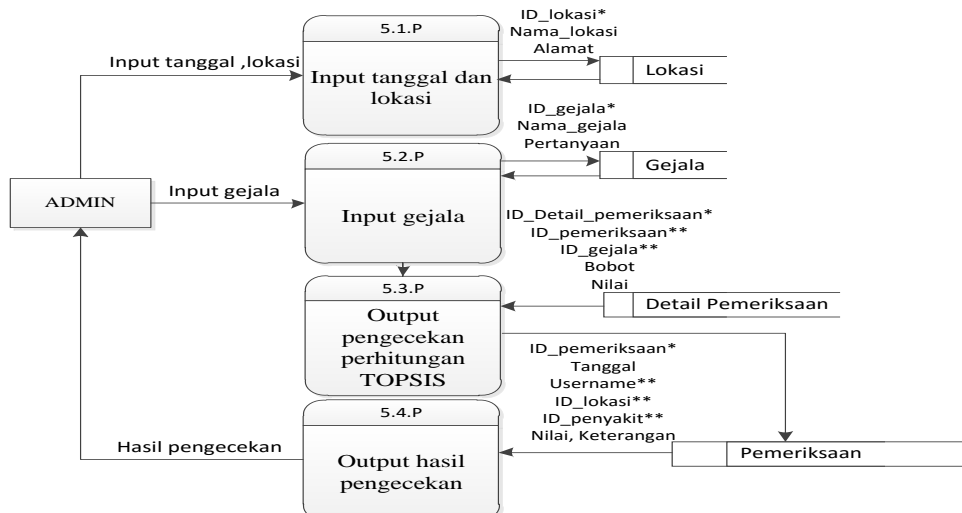 5.1.P
Input tanggal dan
lokasi
Input tanggal ,lokasi
ID_lokasi*
Nama_lokasi
Alamat
Lokasi
ID_gejala*
Nama_gejala
Pertanyaan
5.2.P
Input gejala
Gejala
ADMIN
Input gejala
ID_Detail_pemeriksaan*
ID_pemeriksaan**
ID_gejala**
Bobot
Nilai
Detail Pemeriksaan
5.3.P
Output
pengecekan
perhitungan
TOPSIS
ID_pemeriksaan*
Tanggal
Username**
ID_lokasi**
ID_penyakit**
Nilai, Keterangan
Pemeriksaan
5.4.P
Output hasil
pengecekan
Hasil pengecekan